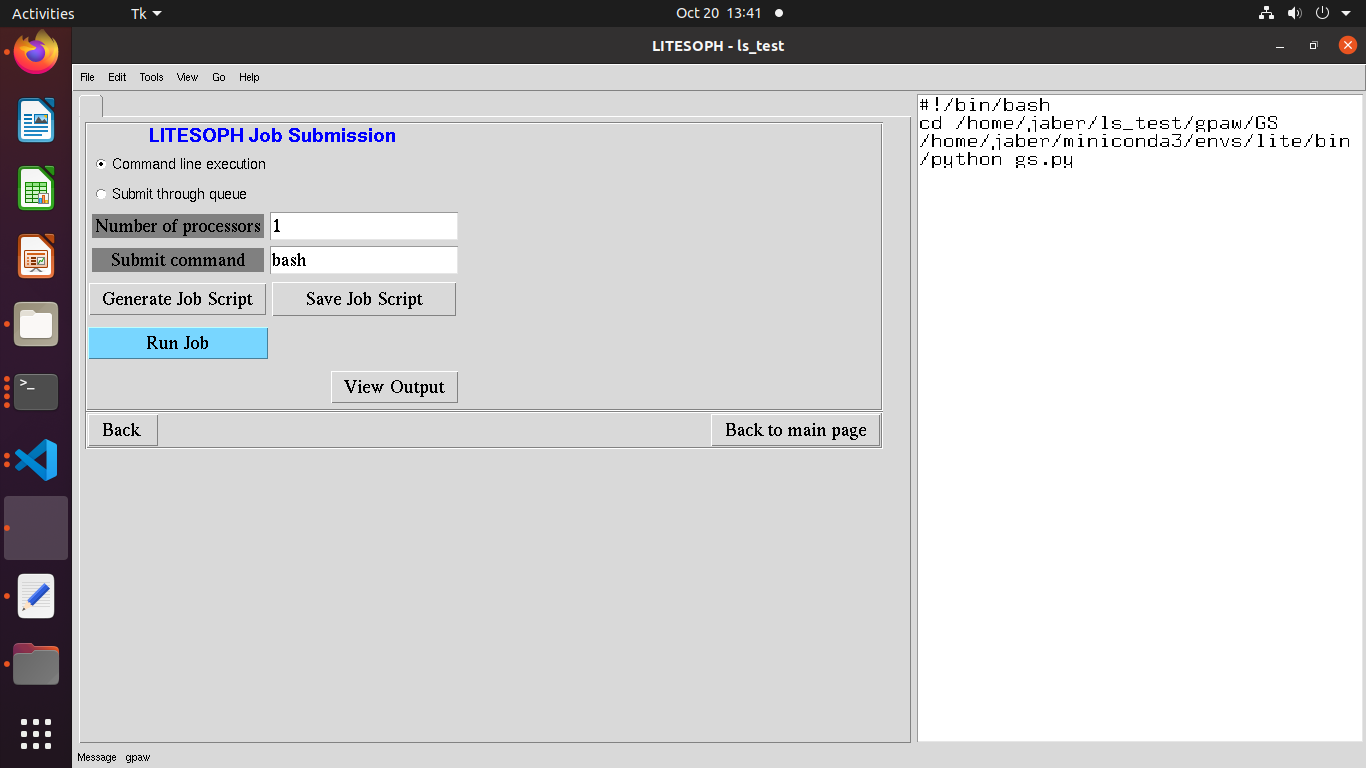 Activities
Tk
Oct 20 13:41
LITESOPH - ls_test
File Edit Tools View Go Help
LITESOPH Job Submission
Command line execution
Submit through queue
Number of processors 1
Submit command bash
Generate Job Script Save Job Script
Run Job
View Output
Back Back to main page
#!/bin/bash
cd /home/jaber/ls_test/gpaw/GS
/home/jaber/miniconda3/envs/lite/bin
/python gs.py
>_
Message gpaw